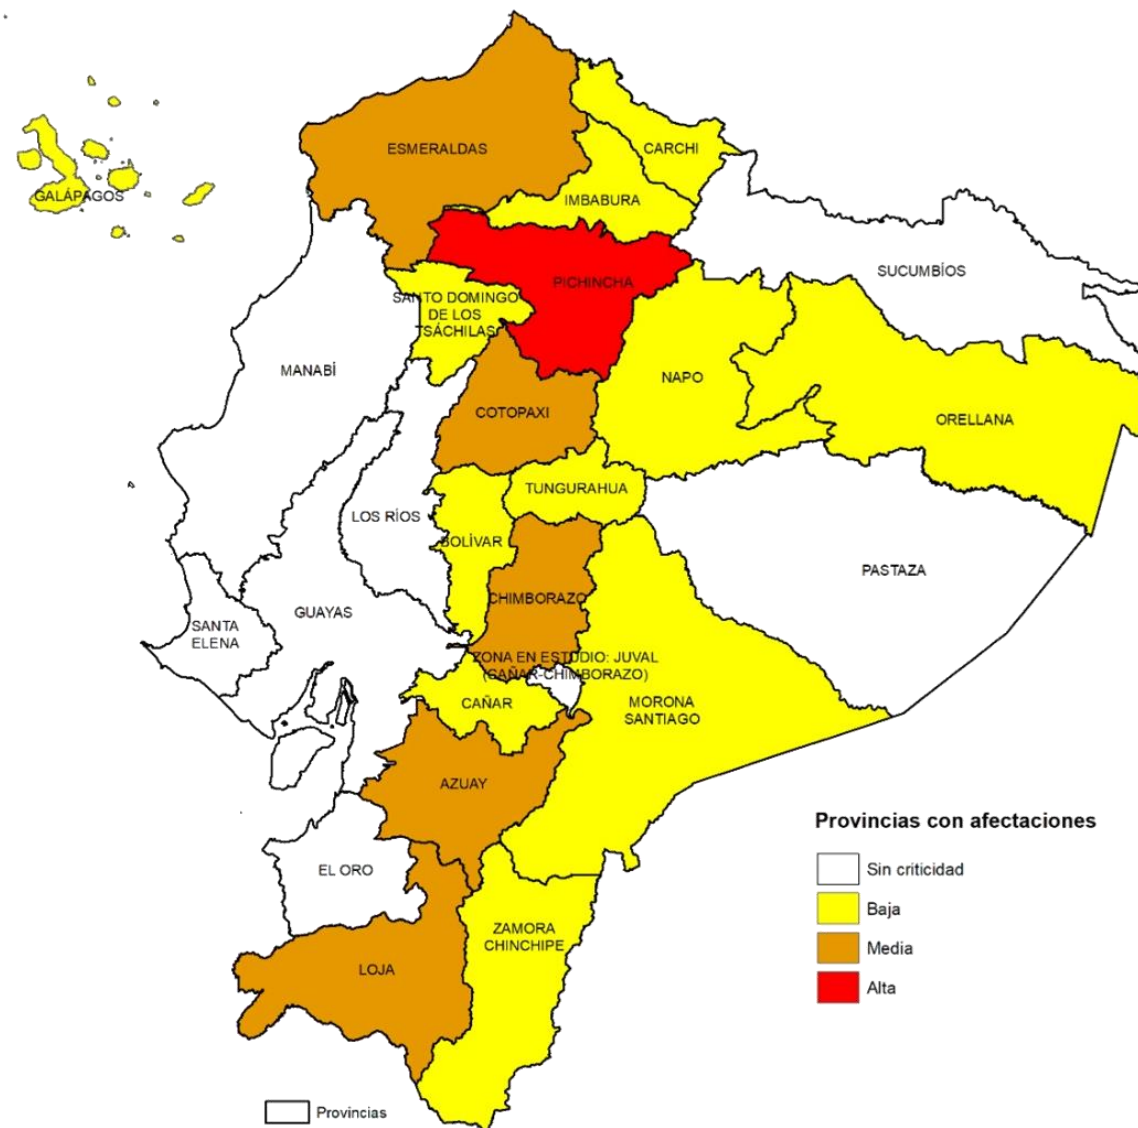 ESMERALDAS
CARCHI
GALÁPAGOS
IMBABURA
SUCUMBÍOS
PICHINCHA
SANTO DOMINGO
DE LOS
TSÁCHILAS
MANABÍ
NAPO
COTOPAXI
ORELLANA
TUNGURAHUA
LOS RÍOS
BOLÍVAR
PASTAZA
CHIMBORAZO
GUAYAS
SANTA
ELENA
ZONA EN ESTUDIO: JUVAL
(CAÑAR-CHIMBORAZO)
CAÑAR
MORONA
SANTIAGO
AZUAY
EL ORO
ZAMORA
CHINCHIPE
LOJA
Provincias con afectaciones
Sin criticidad
Baja
Media
Alta
Provincias